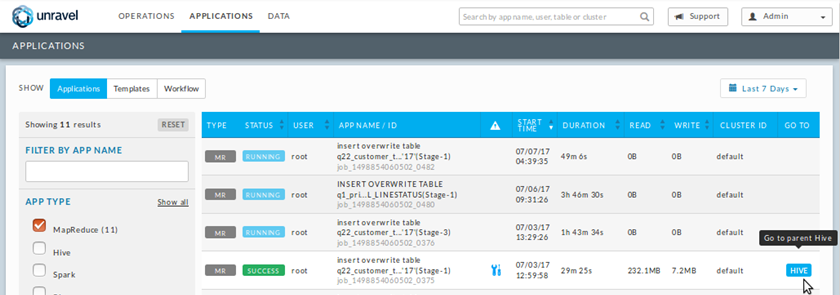 unravel OPERATIONS APPLICATIONS DATA Search by app name, user, table or cluster Support Admin
APPLICATIONS
SHOW Applications Templates Workflow Last 7 Days
Showing 11 results RESET
FILTER BY APP NAME
APP TYPE Show all
MapReduce (11)
Hive
Spark
TYPE STATUS USER APP NAME / ID START TIME DURATION READ WRITE CLUSTER ID GO TO
insert overwrite table
MR RUNNING root q22_customer_t...'17'(Stage-1) 07/07/17 04:39:35 49m 6s 0B 0B default
job_1498854060502_0482
INSERT OVERWRITE TABLE
MR RUNNING root q1_pri...L_LINESTATUS(Stage-1) 07/06/17 09:31:26 3h 46m 30s 0B 0B default
job_1498854060502_0480
insert overwrite table
MR RUNNING root q22_customer_t...'17'(Stage-3) 07/03/17 13:29:26 1h 43m 34s 0B 0B default
job_1498854060502_0376
Go to parent Hive
insert overwrite table
MR SUCCESS root q22_customer_t...'17'(Stage-1) 07/03/17 12:59:58 29m 25s 232.1MB 7.2MB default HIVE
job_1498854060502_0375